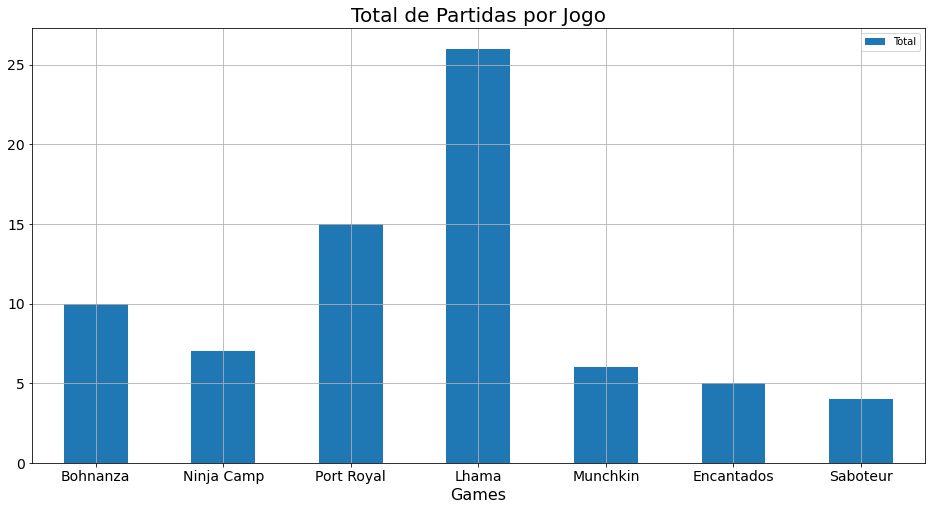 Total de Partidas por Jogo
Total
25
20
15
10
5
0
Bohnanza Ninja Camp Port Royal Lhama Munchkin Encantados Saboteur
Games